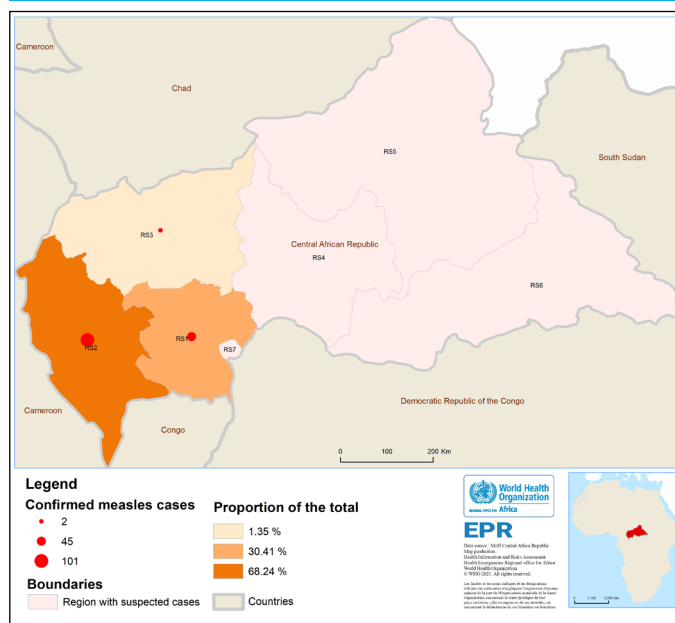 Cameroon
Chad
South Sudan
RS5
RS3
Central African Republic
RS4
RS6
RS1
RS7
RS2
Democratic Republic of the Congo
Cameroon
Congo
0 100 200 Km
Legend
Confirmed measles cases
2
45
101
Boundaries
Region with suspected cases
Proportion of the total
1.35 %
30.41 %
68.24 %
Countries
World Health
Organization
REGIONAL OFFICE FOR Africa
EPR
Data source : MoH Central Africa Republic
Map production :
Health Information and Risks Assessment
Health Emergencies Regional office for Africa
World Health Organization
© WHO 2021. All rights reserved.